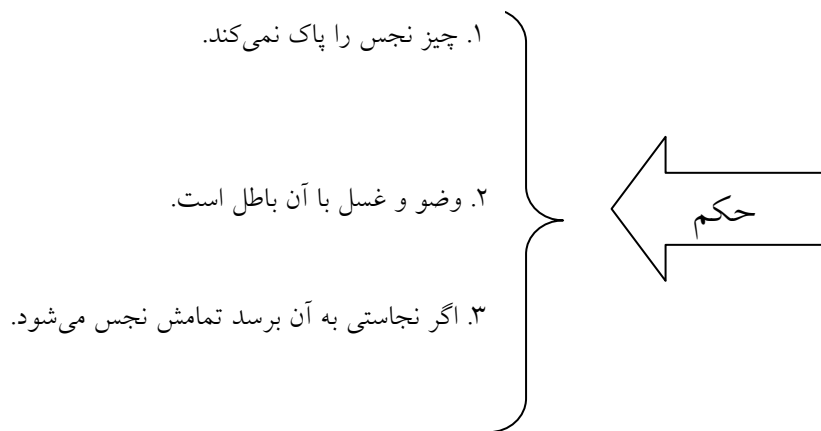 حکم
۱. چیز نجس را پاک نمی‌کند.
۲. وضو و غسل با آن باطل است.
۳. اگر نجاستی به آن برسد تمامش نجس می‌شود.